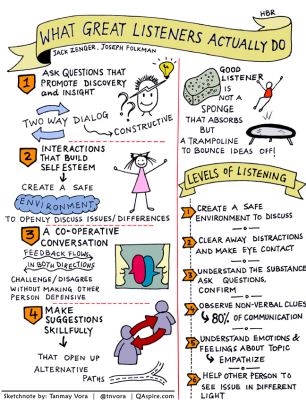 HBR
WHAT GREAT LISTENERS ACTUALLY DO
JACK ZENGER, JOSEPH FOLKMAN
1
ASK QUESTIONS THAT
PROMOTE DISCOVERY
and INSIGHT
?
?
TWO WAY DIALOG
CONSTRUCTIVE
2
INTERACTIONS
THAT BUILD
SELF ESTEEM
CREATE A SAFE
ENVIRONMENT
TO OPENLY DISCUSS ISSUES/DIFFERENCES
3
A CO-OPERATIVE
CONVERSATION
FEEDBACK FLOWS
IN BOTH DIRECTIONS
CHALLENGE/DISAGREE
WITHOUT MAKING OTHER
PERSON DEFENSIVE
4
MAKE
SUGGESTIONS
SKILLFULLY
THAT OPEN UP
ALTERNATIVE
PATHS
GOOD
LISTENER
IS NOT A
SPONGE
THAT ABSORBS
BUT
A TRAMPOLINE
TO BOUNCE IDEAS OFF!
LEVELS OF LISTENING
1
CREATE A SAFE
ENVIRONMENT TO DISCUSS
2
CLEAR AWAY DISTRACTIONS
AND MAKE EYE CONTACT
3
UNDERSTAND THE SUBSTANCE
ASK QUESTIONS,
CONFIRM
4
OBSERVE NON-VERBAL CLUES
80% OF COMMUNICATION
5
UNDERSTAND EMOTIONS &
FEELINGS ABOUT TOPIC
EMPATHIZE
6
HELP OTHER PERSON TO
SEE ISSUE IN DIFFERENT
LIGHT
Sketchnote by: Tanmay Vora | @tnvora | QAspire.com